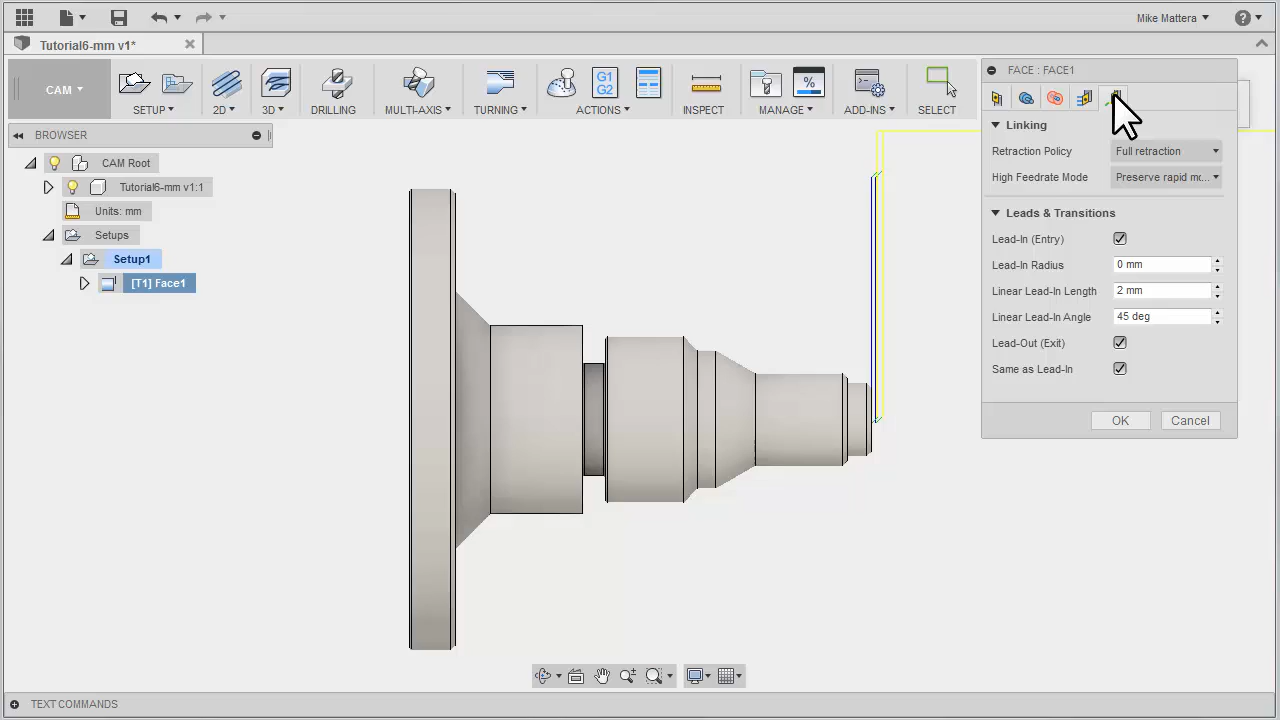 Mike Mattera
Tutorial6-mm v1*
CAM
SETUP
2D
3D
DRILLING
MULTI-AXIS
TURNING
G1
G2
ACTIONS
INSPECT
%
MANAGE
ADD-INS
SELECT
BROWSER
CAM Root
Tutorial6-mm v1:1
Units: mm
Setups
Setup1
[T1] Face1
FACE : FACE1
Linking
Retraction Policy Full retraction
High Feedrate Mode Preserve rapid mc...
Leads & Transitions
Lead-In (Entry)
Lead-In Radius 0 mm
Linear Lead-In Length 2 mm
Linear Lead-In Angle 45 deg
Lead-Out (Exit)
Same as Lead-In
OK Cancel
TEXT COMMANDS